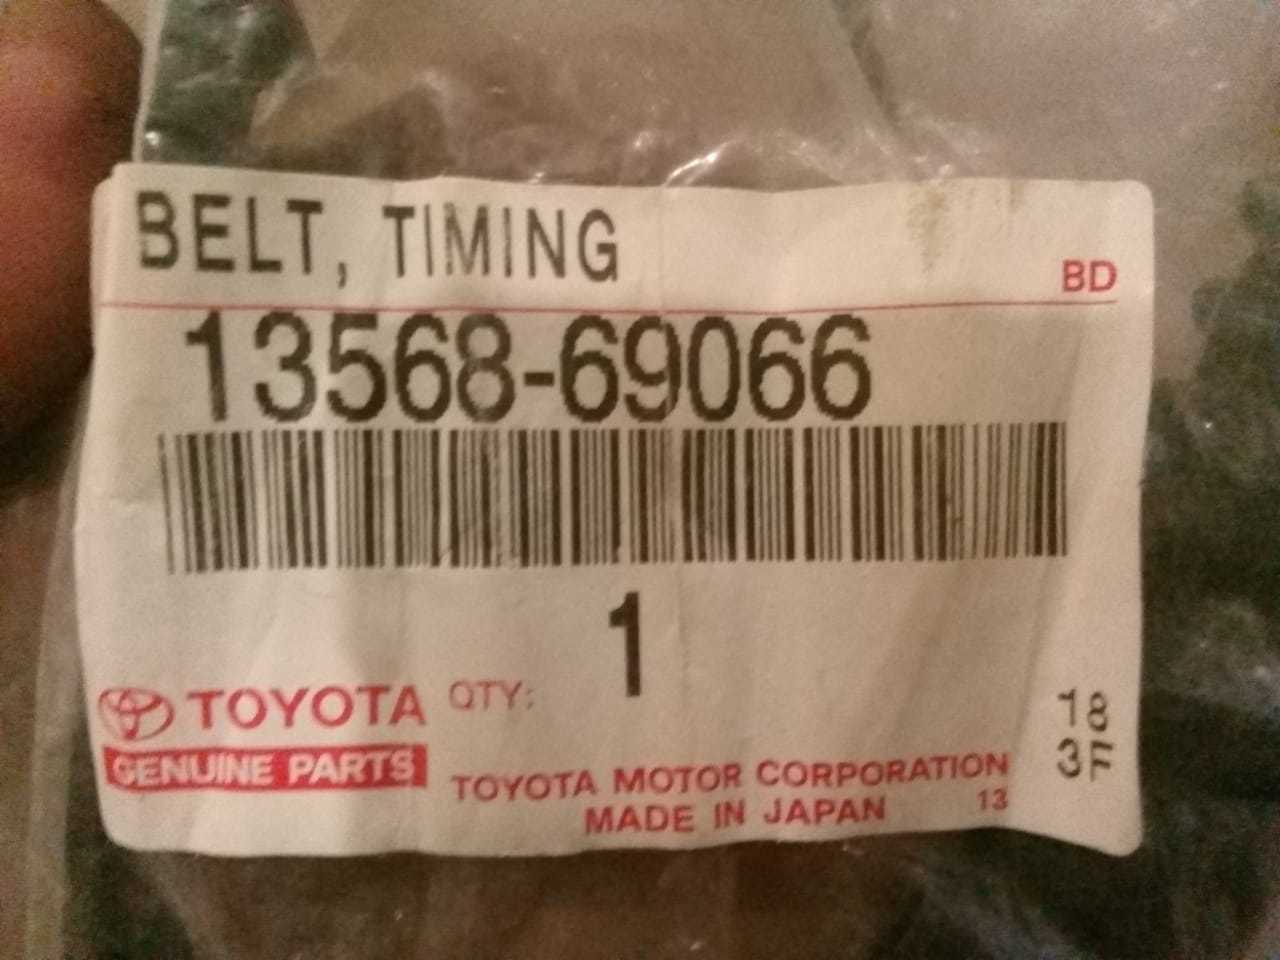 BELT, TIMING
BD
13568-69066
1
TOYOTA QTY:
GENUINE PARTS
TOYOTA MOTOR CORPORATION
MADE IN JAPAN 13
18
3F